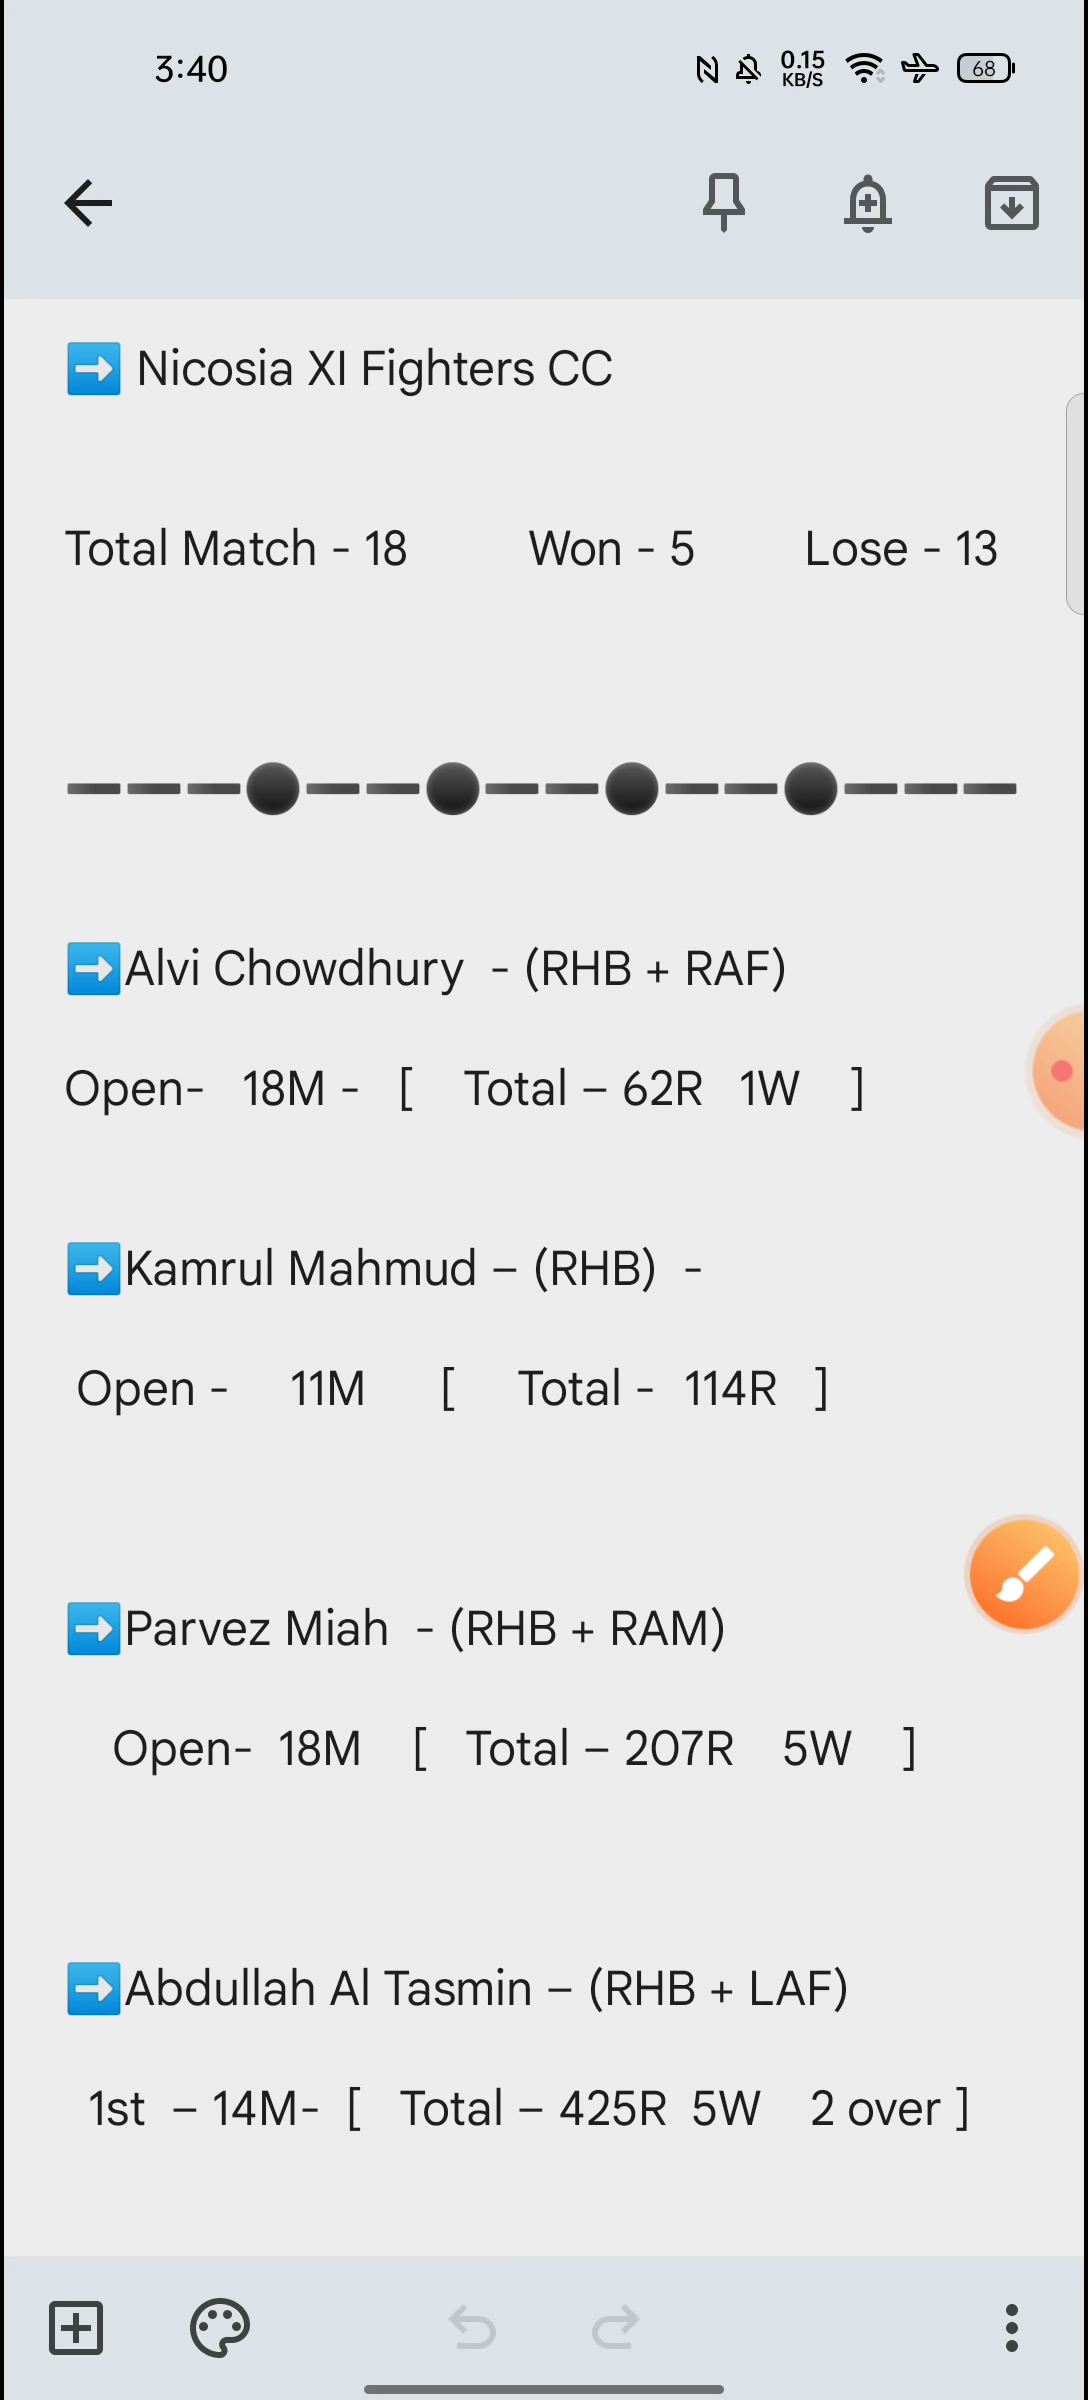 3:40 0.15 KB/S 68
➡️ Nicosia XI Fighters CC
Total Match - 18 Won - 5 Lose - 13
➡️Alvi Chowdhury - (RHB + RAF)
Open- 18M - [ Total – 62R 1W ]
➡️Kamrul Mahmud – (RHB) -
Open - 11M [ Total - 114R ]
➡️Parvez Miah - (RHB + RAM)
Open- 18M [ Total – 207R 5W ]
➡️Abdullah Al Tasmin – (RHB + LAF)
1st – 14M- [ Total – 425R 5W 2 over ]